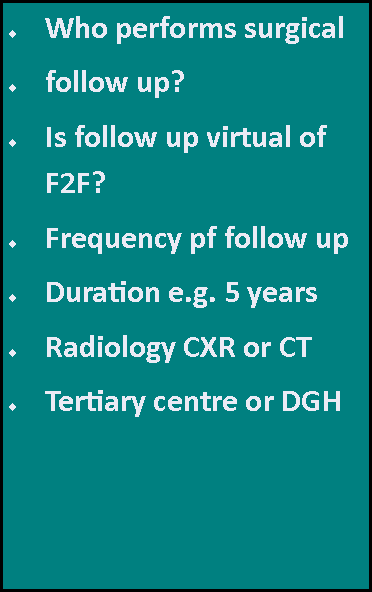 Who performs surgical
follow up?
Is follow up virtual of
F2F?
Frequency pf follow up
Duration e.g. 5 years
Radiology CXR or CT
Tertiary centre or DGH